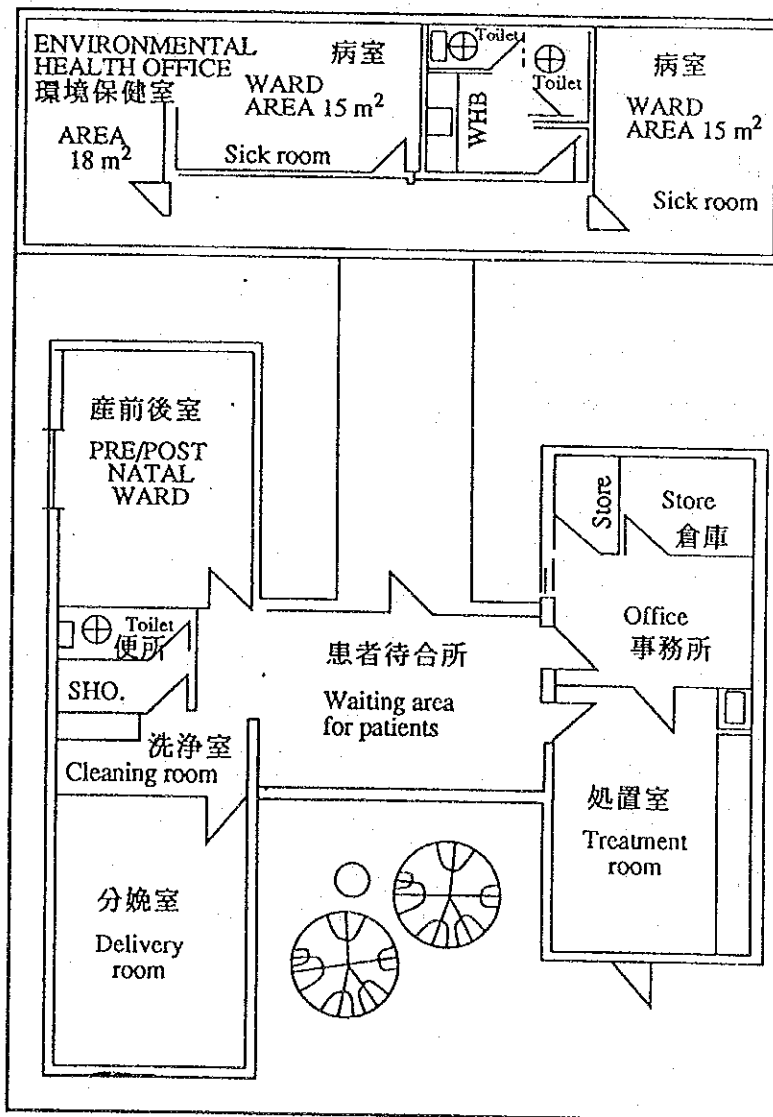 ENVIRONMENTAL
HEALTH OFFICE
環境保健室
AREA
18 m²
病室
WARD
AREA 15 m²
Sick room
Toilet
Toilet
WHB
病室
WARD
AREA 15 m²
Sick room
産前後室
PRE/POST
NATAL
WARD
Toilet
便所
SHO.
洗浄室
Cleaning room
分娩室
Delivery
room
患者待合所
Waiting area
for patients
Store
Store
倉庫
Office
事務所
処置室
Treatment
room